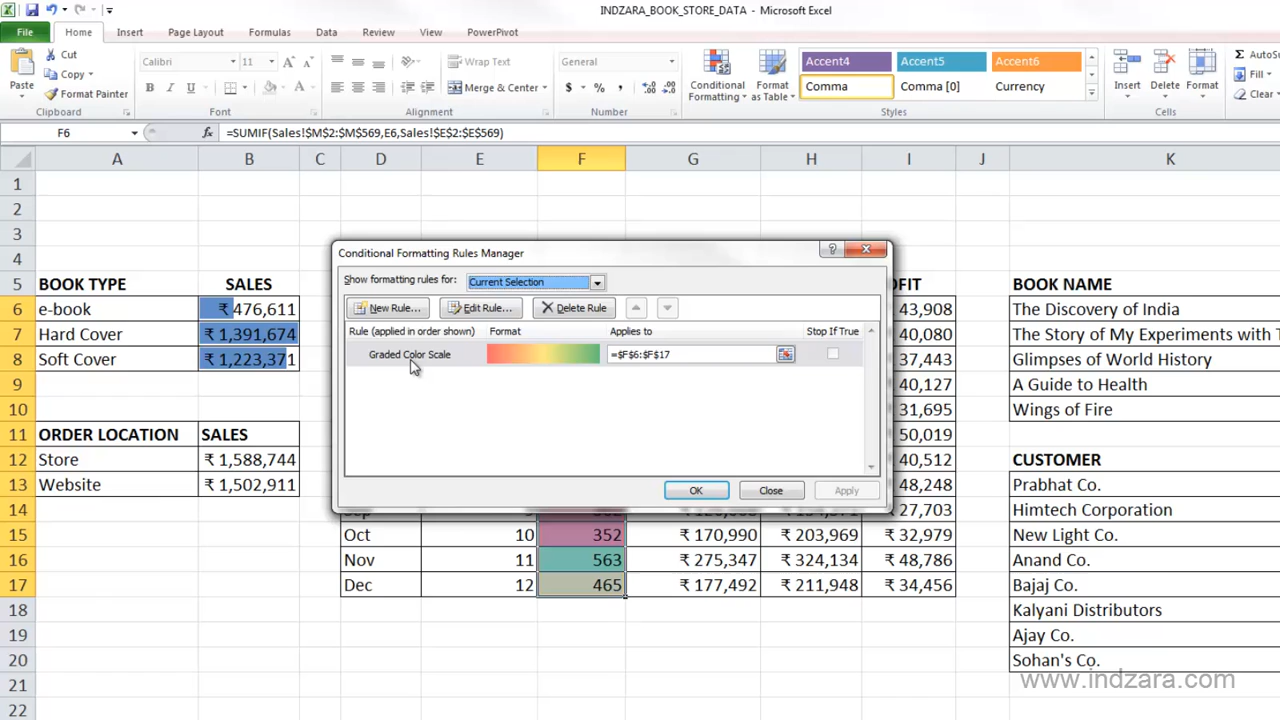 INDZARA_BOOK_STORE_DATA - Microsoft Excel
File Home Insert Page Layout Formulas Data Review View PowerPivot
Paste
Cut
Copy
Format Painter
Clipboard
Calibri 11
B I U A
Font
Wrap Text
Merge & Center
Alignment
General
$ % ,
Number
Conditional Formatting
Format as Table
Accent4 Accent5 Accent6
Comma Comma [0] Currency
Styles
Insert Delete Format
Cells
Σ AutoS
Fill
Clear
F6 fx =SUMIF(Sales!$M$2:$M$569,E6,Sales!$E$2:$E$569)
A B C D E F G H I J K
1
2
3
4
5 BOOK TYPE SALES OFIT BOOK NAME
6 e-book ₹ 476,611 43,908 The Discovery of India
7 Hard Cover ₹ 1,391,674 40,080 The Story of My Experiments with T
8 Soft Cover ₹ 1,223,371 37,443 Glimpses of World History
9 40,127 A Guide to Health
10 31,695 Wings of Fire
11 ORDER LOCATION SALES 50,019
12 Store ₹ 1,588,744 40,512 CUSTOMER
13 Website ₹ 1,502,911 48,248 Prabhat Co.
14 27,703 Himtech Corporation
15 Oct 10 352 ₹ 170,990 ₹ 203,969 ₹ 32,979 New Light Co.
16 Nov 11 563 ₹ 275,347 ₹ 324,134 ₹ 48,786 Anand Co.
17 Dec 12 465 ₹ 177,492 ₹ 211,948 ₹ 34,456 Bajaj Co.
18 Kalyani Distributors
19 Ajay Co.
20 Sohan's Co.
21
22
Conditional Formatting Rules Manager
Show formatting rules for: Current Selection
New Rule... Edit Rule... Delete Rule
Rule (applied in order shown) Format Applies to Stop If True
Graded Color Scale =$F$6:$F$17
OK Close Apply
www.indzara.com